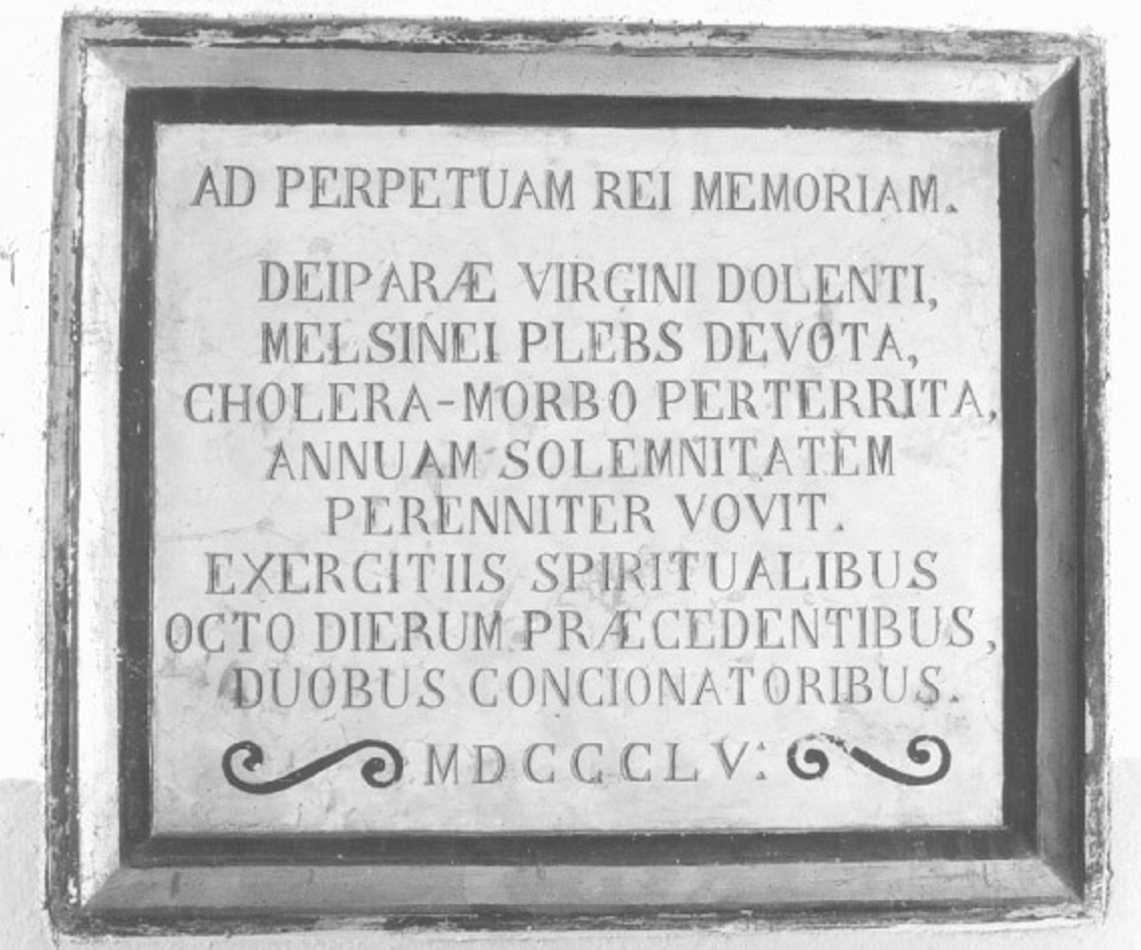 AD PERPETUAM REI MEMORIAM.
DEIPARÆ VIRGINI DOLENTI,
MELSINEI PLEBS DEVOTA,
CHOLERA-MORBO PERTERRITA,
ANNUAM SOLEMNITATEM
PERENNITER VOVIT.
EXERCITIIS SPIRITUALIBUS
OCTO DIERUM PRÆCEDENTIBUS,
DUOBUS CONCIONATORIBUS.
MDCCCLV: